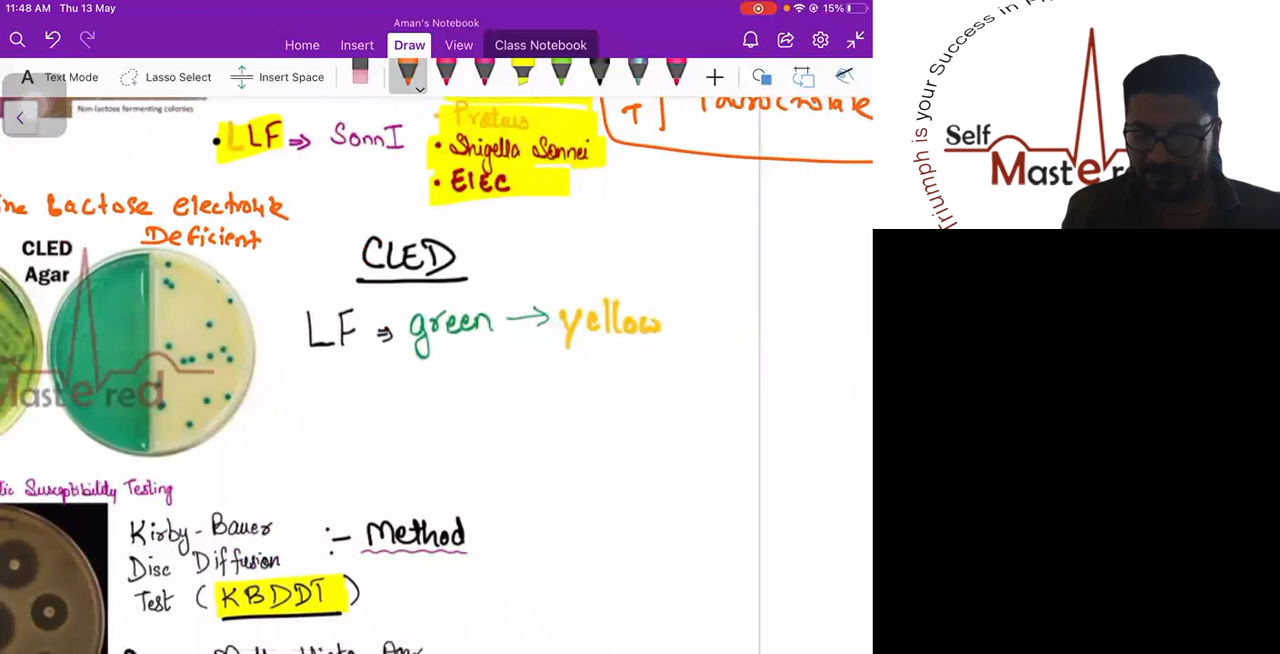 11:48 AM Thu 13 May
15%
Aman's Notebook
Home Insert Draw View Class Notebook
A Text Mode Lasso Select Insert Space
Non-lactose fermenting colonies
• LLF ⇒ SonnI
• Proteus
• Shigella Sonnei
• EIEC
T]
Lactose electrolyte
Deficient
CLED
Agar
CLED
LF ⇒ green → yellow
Mastered
Susceptibility Testing
Kirby-Bauer
Disc Diffusion
Test (KBDDT)
:- Method
Triumph is your Success in
Self
Mastered